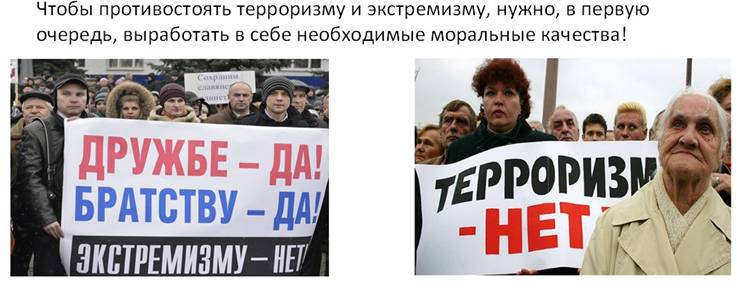 Чтобы противостоять терроризму и экстремизму, нужно, в первую
очередь, выработать в себе необходимые моральные качества!
Сохраним
ДРУЖБЕ – ДА!
БРАТСТВУ – ДА!
ЭКСТРЕМИЗМУ – НЕТ
ТЕРРОРИЗМ
-НЕТ!